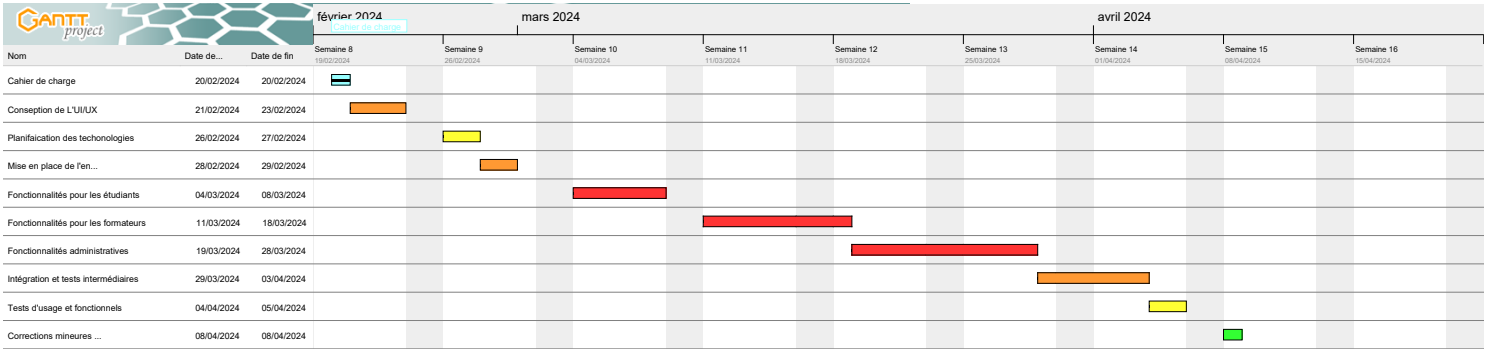 GANTT
project
février 2024
mars 2024
avril 2024
Cahier de charge
Nom Date de... Date de fin
Semaine 8 Semaine 9 Semaine 10 Semaine 11 Semaine 12 Semaine 13 Semaine 14 Semaine 15 Semaine 16
19/02/2024 26/02/2024 04/03/2024 11/03/2024 18/03/2024 25/03/2024 01/04/2024 08/04/2024 15/04/2024
Cahier de charge 20/02/2024 20/02/2024
Conseption de L'UI/UX 21/02/2024 23/02/2024
Planifaication des techonologies 26/02/2024 27/02/2024
Mise en place de l'en... 28/02/2024 29/02/2024
Fonctionnalités pour les étudiants 04/03/2024 08/03/2024
Fonctionnalités pour les formateurs 11/03/2024 18/03/2024
Fonctionnalités administratives 19/03/2024 28/03/2024
Intégration et tests intermédiaires 29/03/2024 03/04/2024
Tests d'usage et fonctionnels 04/04/2024 05/04/2024
Corrections mineures ... 08/04/2024 08/04/2024